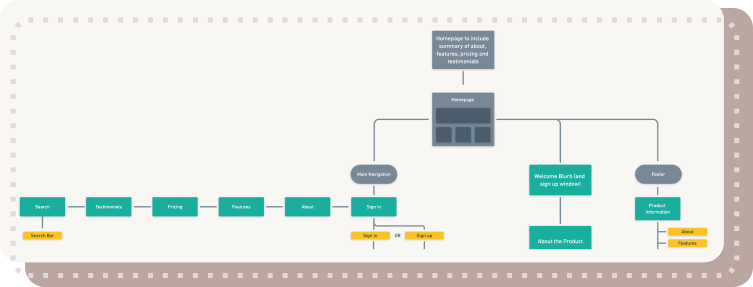 Homepage to include
summary of about,
features, pricing and
testimonials
Homepage
Main Navigation
Welcome Blurb (and
sign up window)
Footer
Search
Testimonials
Pricing
Features
About
Sign in
Product
Information
Search Bar
Sign in
OR
Sign up
About the Product
About
Features